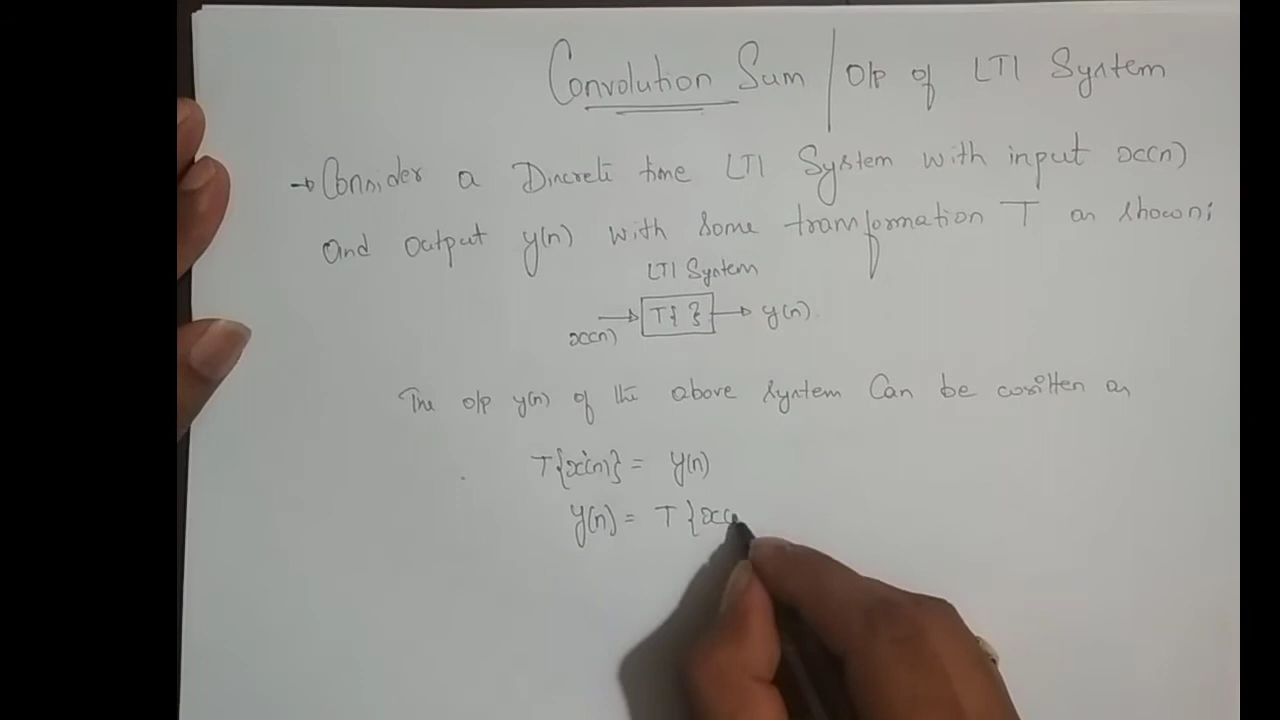 Convolution Sum / O/p of LTI System
→ Consider a Discrete time LTI System with input x(n)
and output y(n) with some transformation T as shown;
LTI System
x(n) → T{ } → y(n).
The o/p y(n) of the above system can be written as
T{x(n)} = y(n)
y(n) = T{x(